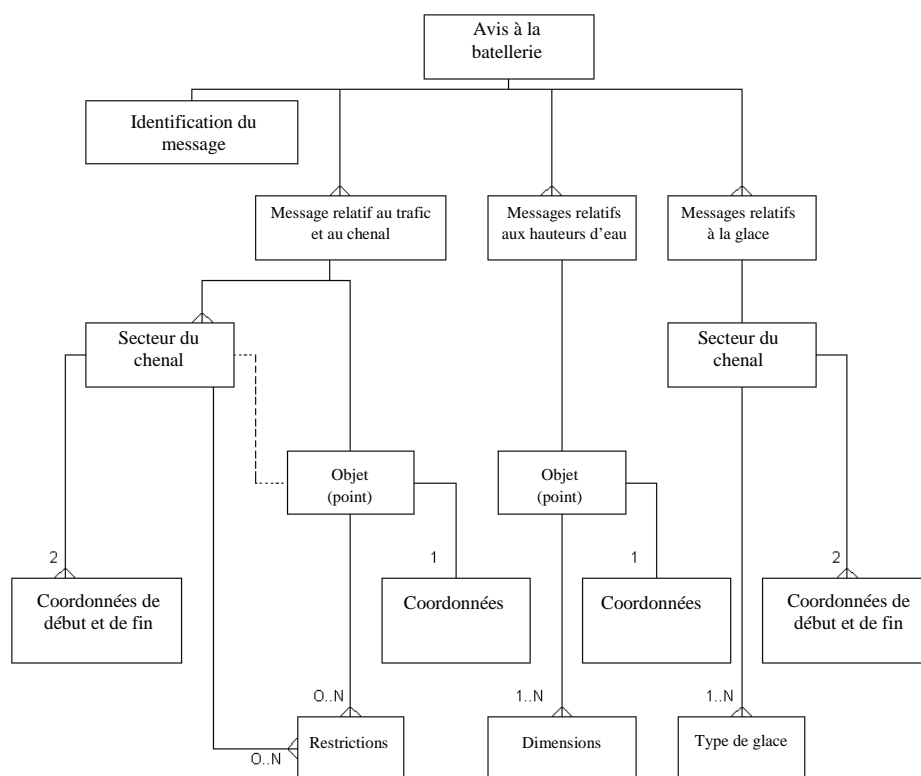 Avis à la
batellerie
Identification du
message
Message relatif au trafic
et au chenal
Messages relatifs
aux hauteurs d'eau
Messages relatifs
à la glace
Secteur du
chenal
Secteur du
chenal
Objet
(point)
Objet
(point)
2
1
1
2
Coordonnées de
début et de fin
Coordonnées
Coordonnées
Coordonnées de
début et de fin
O..N
1..N
1..N
O..N
Restrictions
Dimensions
Type de glace